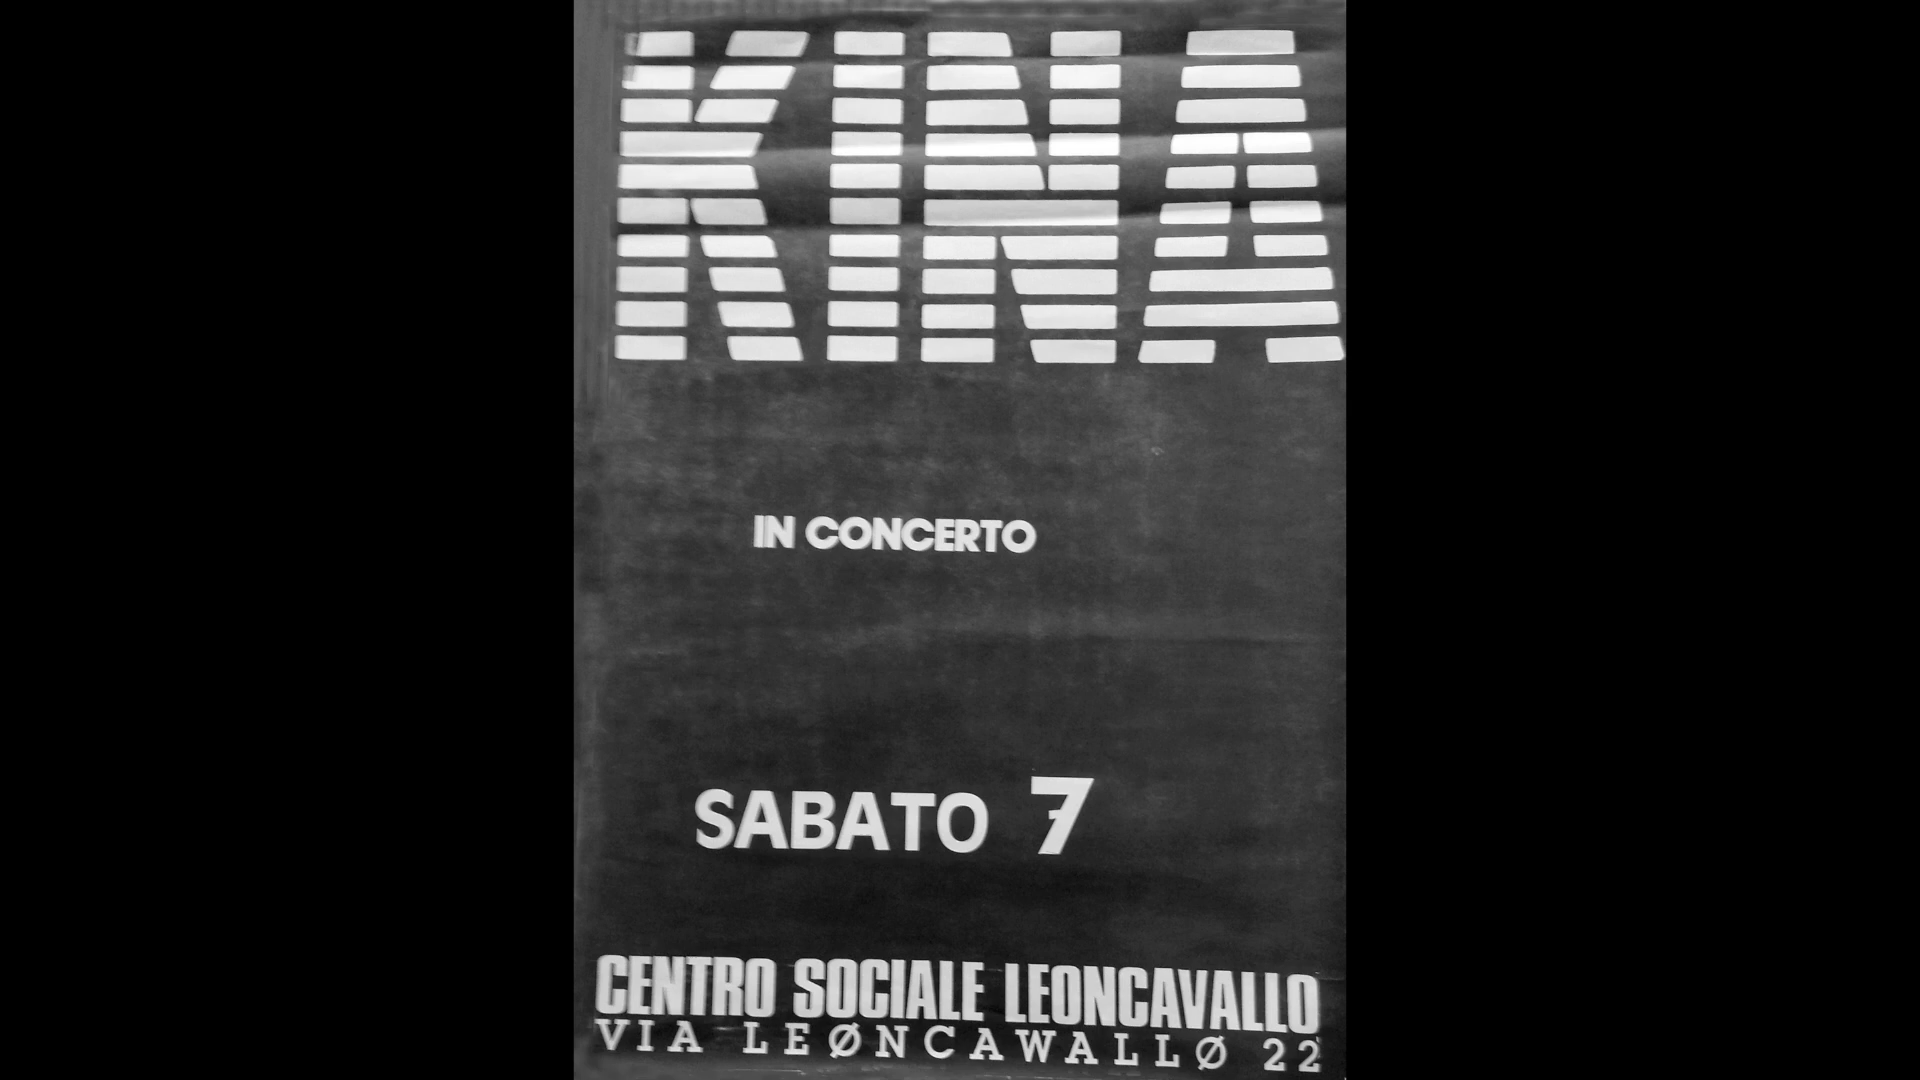 KINA
IN CONCERTO
SABATO 7
CENTRO SOCIALE LEONCAVALLO
VIA LEØNCAWALLØ 22